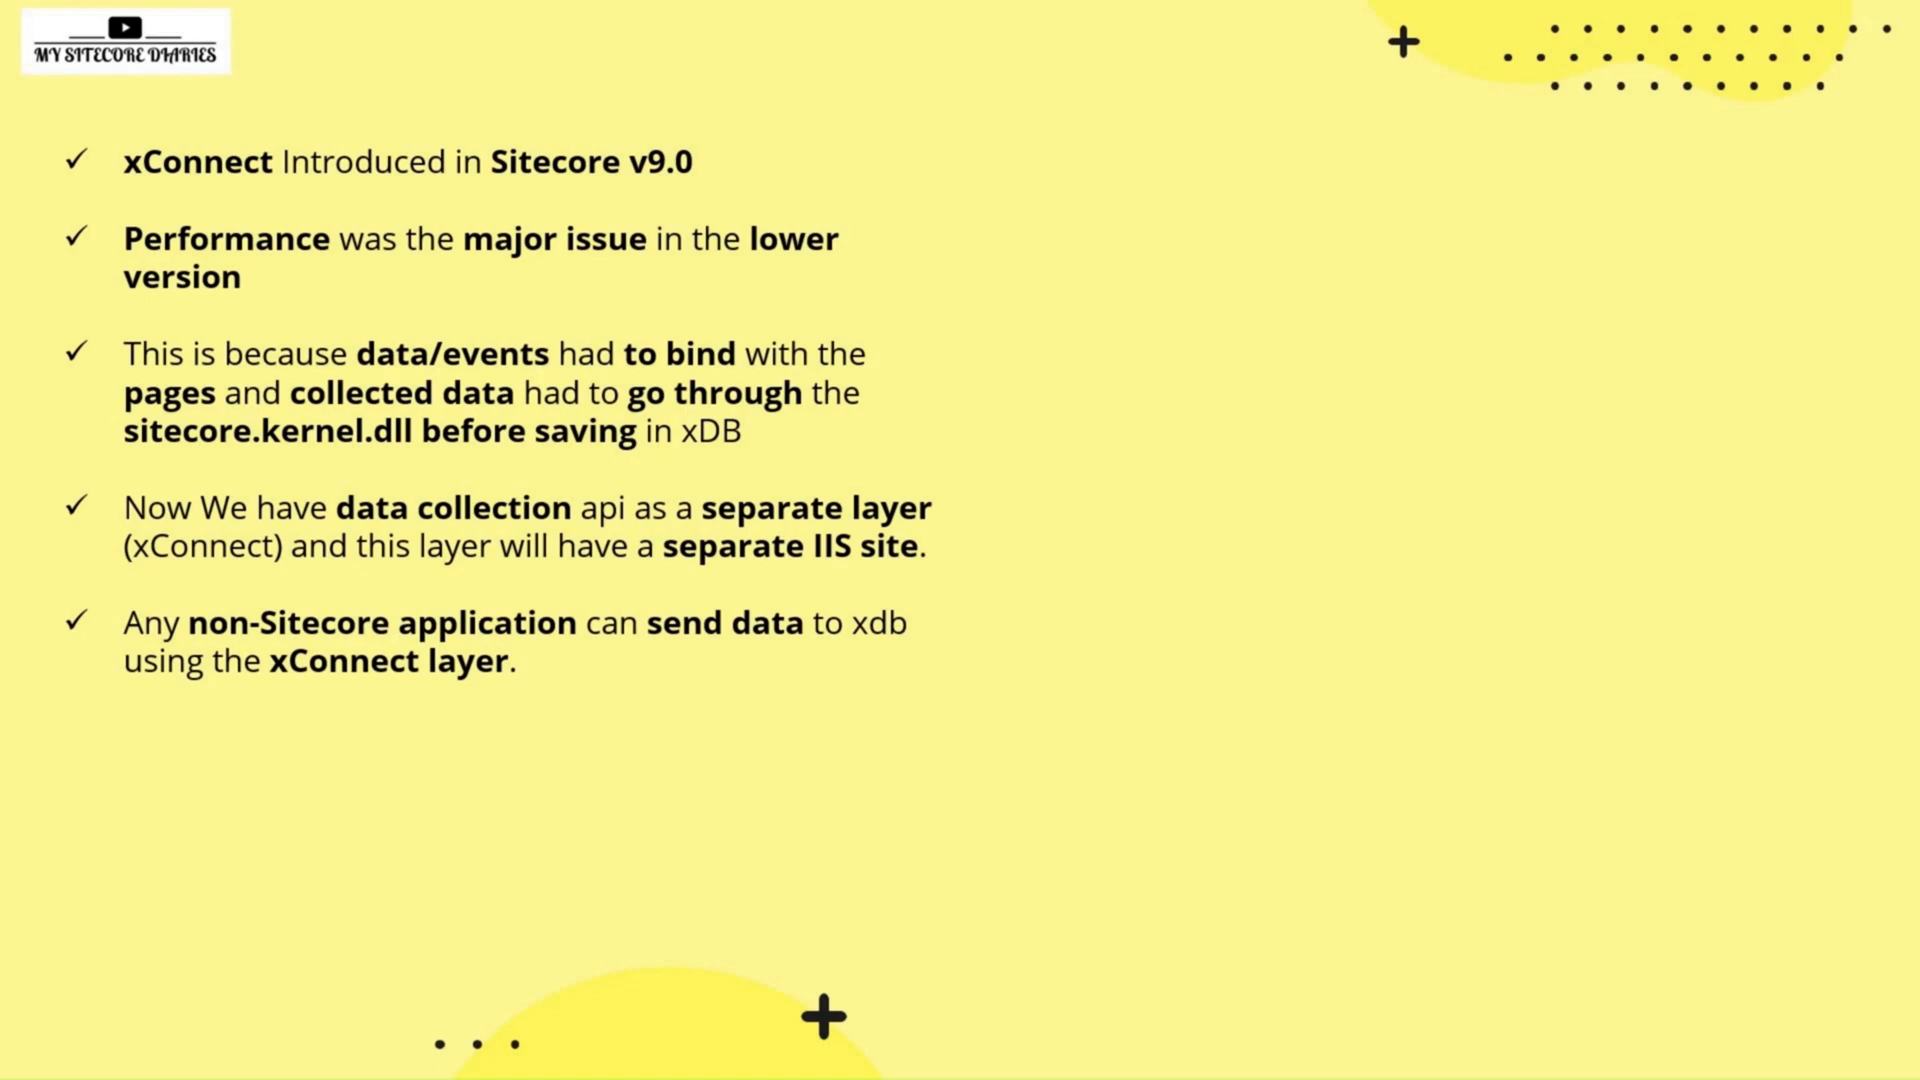 MY SITECORE DIARIES
✓ xConnect Introduced in Sitecore v9.0
✓ Performance was the major issue in the lower
version
✓ This is because data/events had to bind with the
pages and collected data had to go through the
sitecore.kernel.dll before saving in xDB
✓ Now We have data collection api as a separate layer
(xConnect) and this layer will have a separate IIS site.
✓ Any non-Sitecore application can send data to xdb
using the xConnect layer.